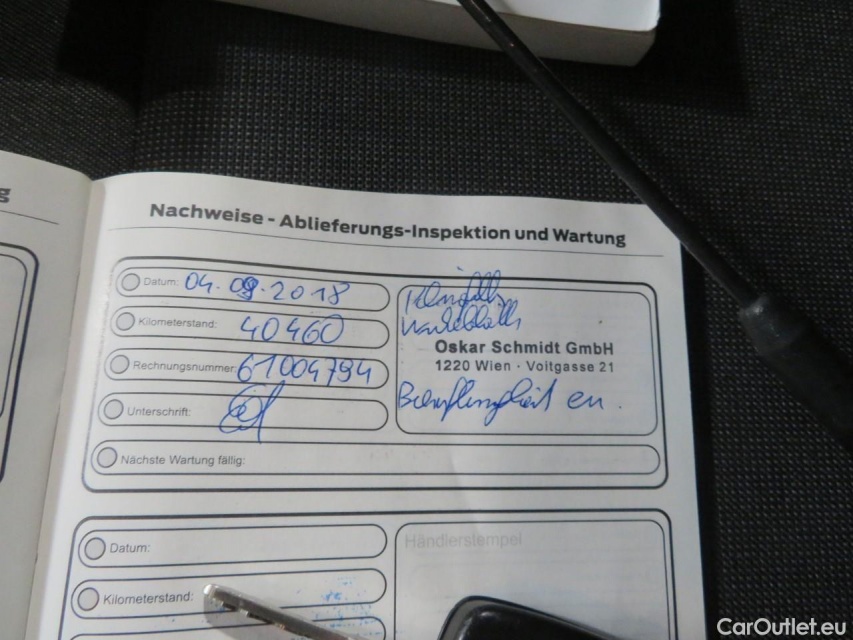 Nachweise - Ablieferungs-Inspektion und Wartung
Datum: 04.09.2018
Kilometerstand: 40460
Rechnungsnummer: 61004794
Unterschrift:
Nächste Wartung fällig:
Oskar Schmidt GmbH
1220 Wien · Voitgasse 21
Datum:
Kilometerstand:
Händlerstempel
CarOutlet.eu